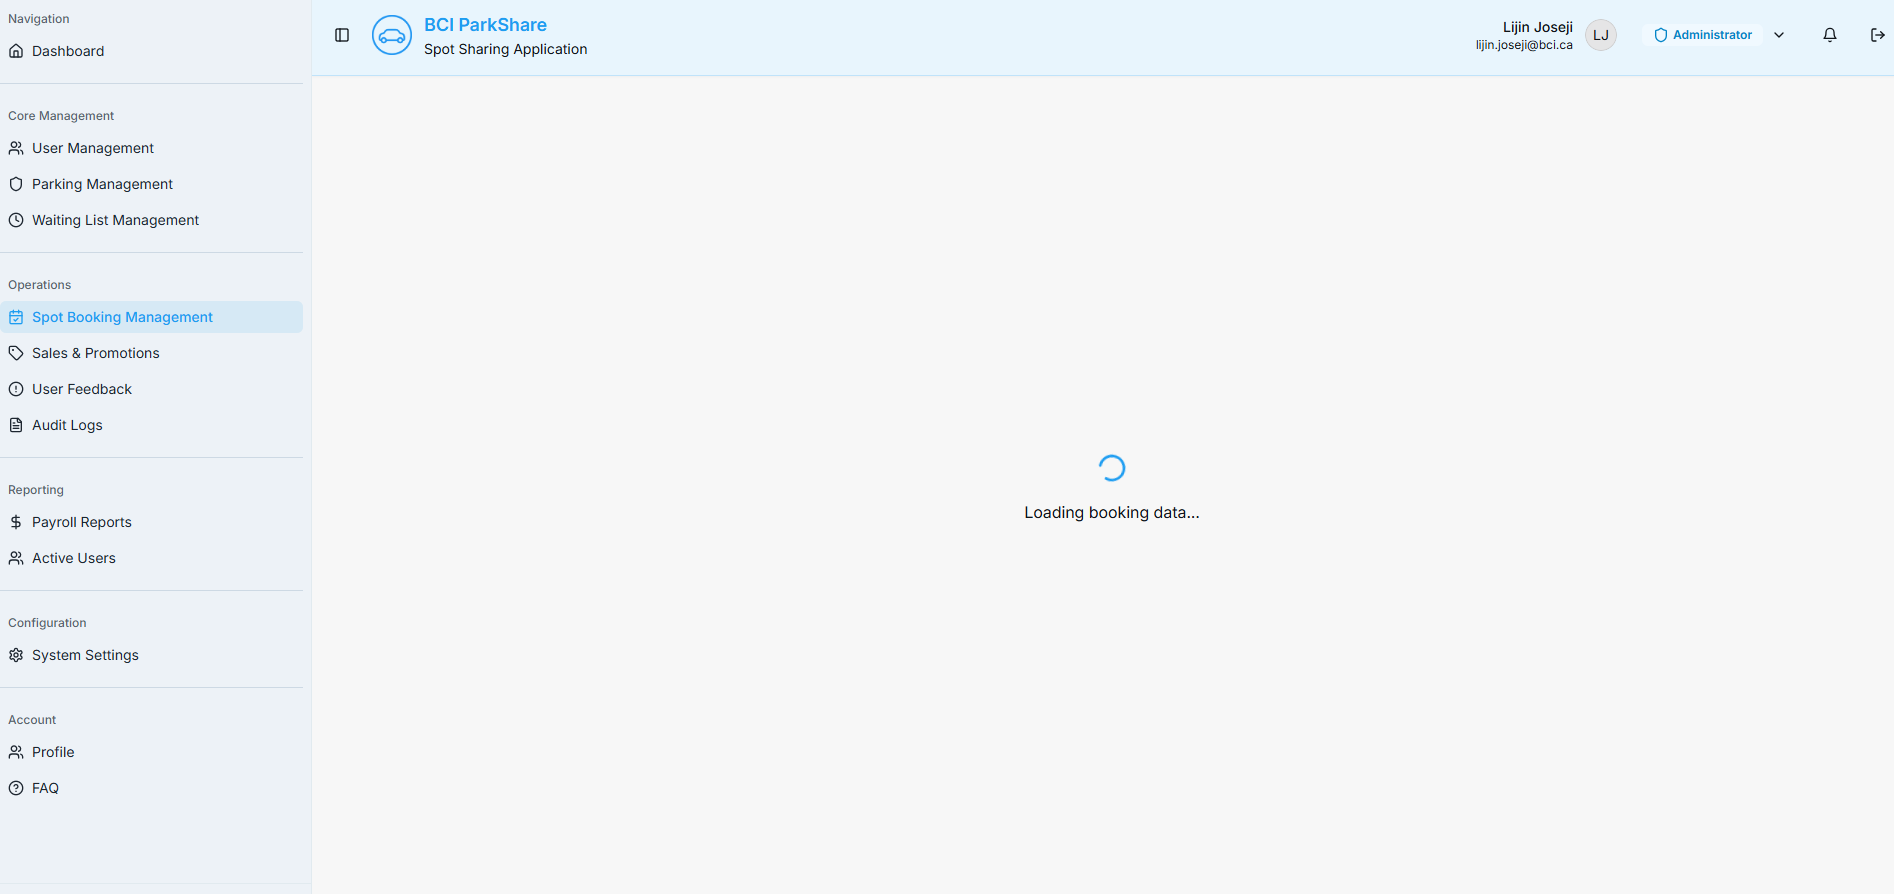 Navigation
Dashboard
Core Management
User Management
Parking Management
Waiting List Management
Operations
Spot Booking Management
Sales & Promotions
User Feedback
Audit Logs
Reporting
Payroll Reports
Active Users
Configuration
System Settings
Account
Profile
FAQ
BCI ParkShare
Spot Sharing Application
Lijin Joseji
lijin.joseji@bci.ca
LJ
Administrator
Loading booking data...